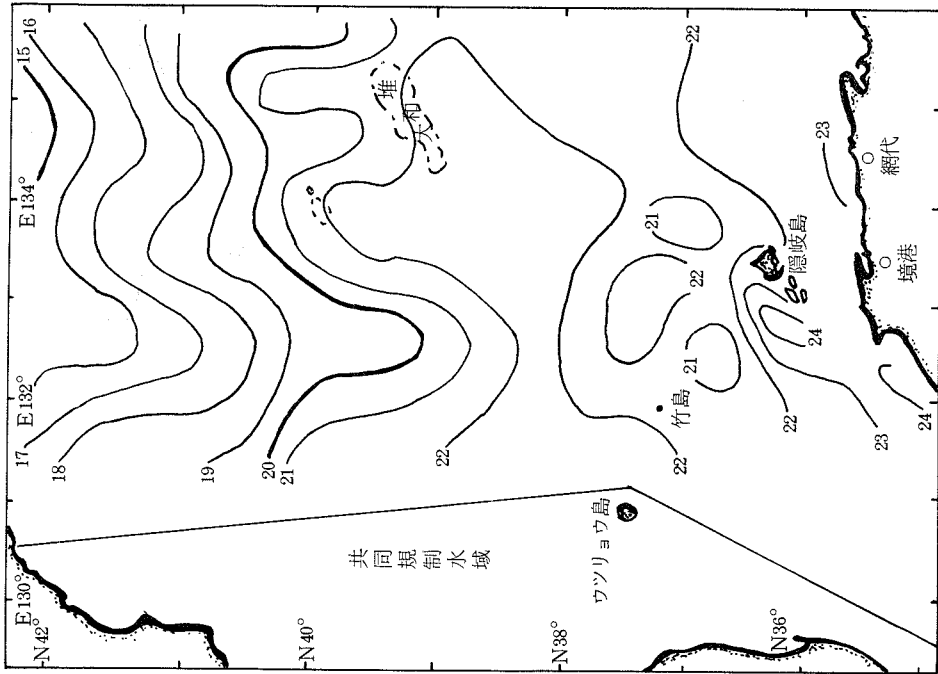 15
16
E134°
E132°
17
18
19
20
21
22
E130°
N42°
共同規制水域
N40°
大和堆
22
21
22
21
竹島
22
22
23
24
ウツリョウ島
N38°
隠岐島
24
23
境港
網代
N36°